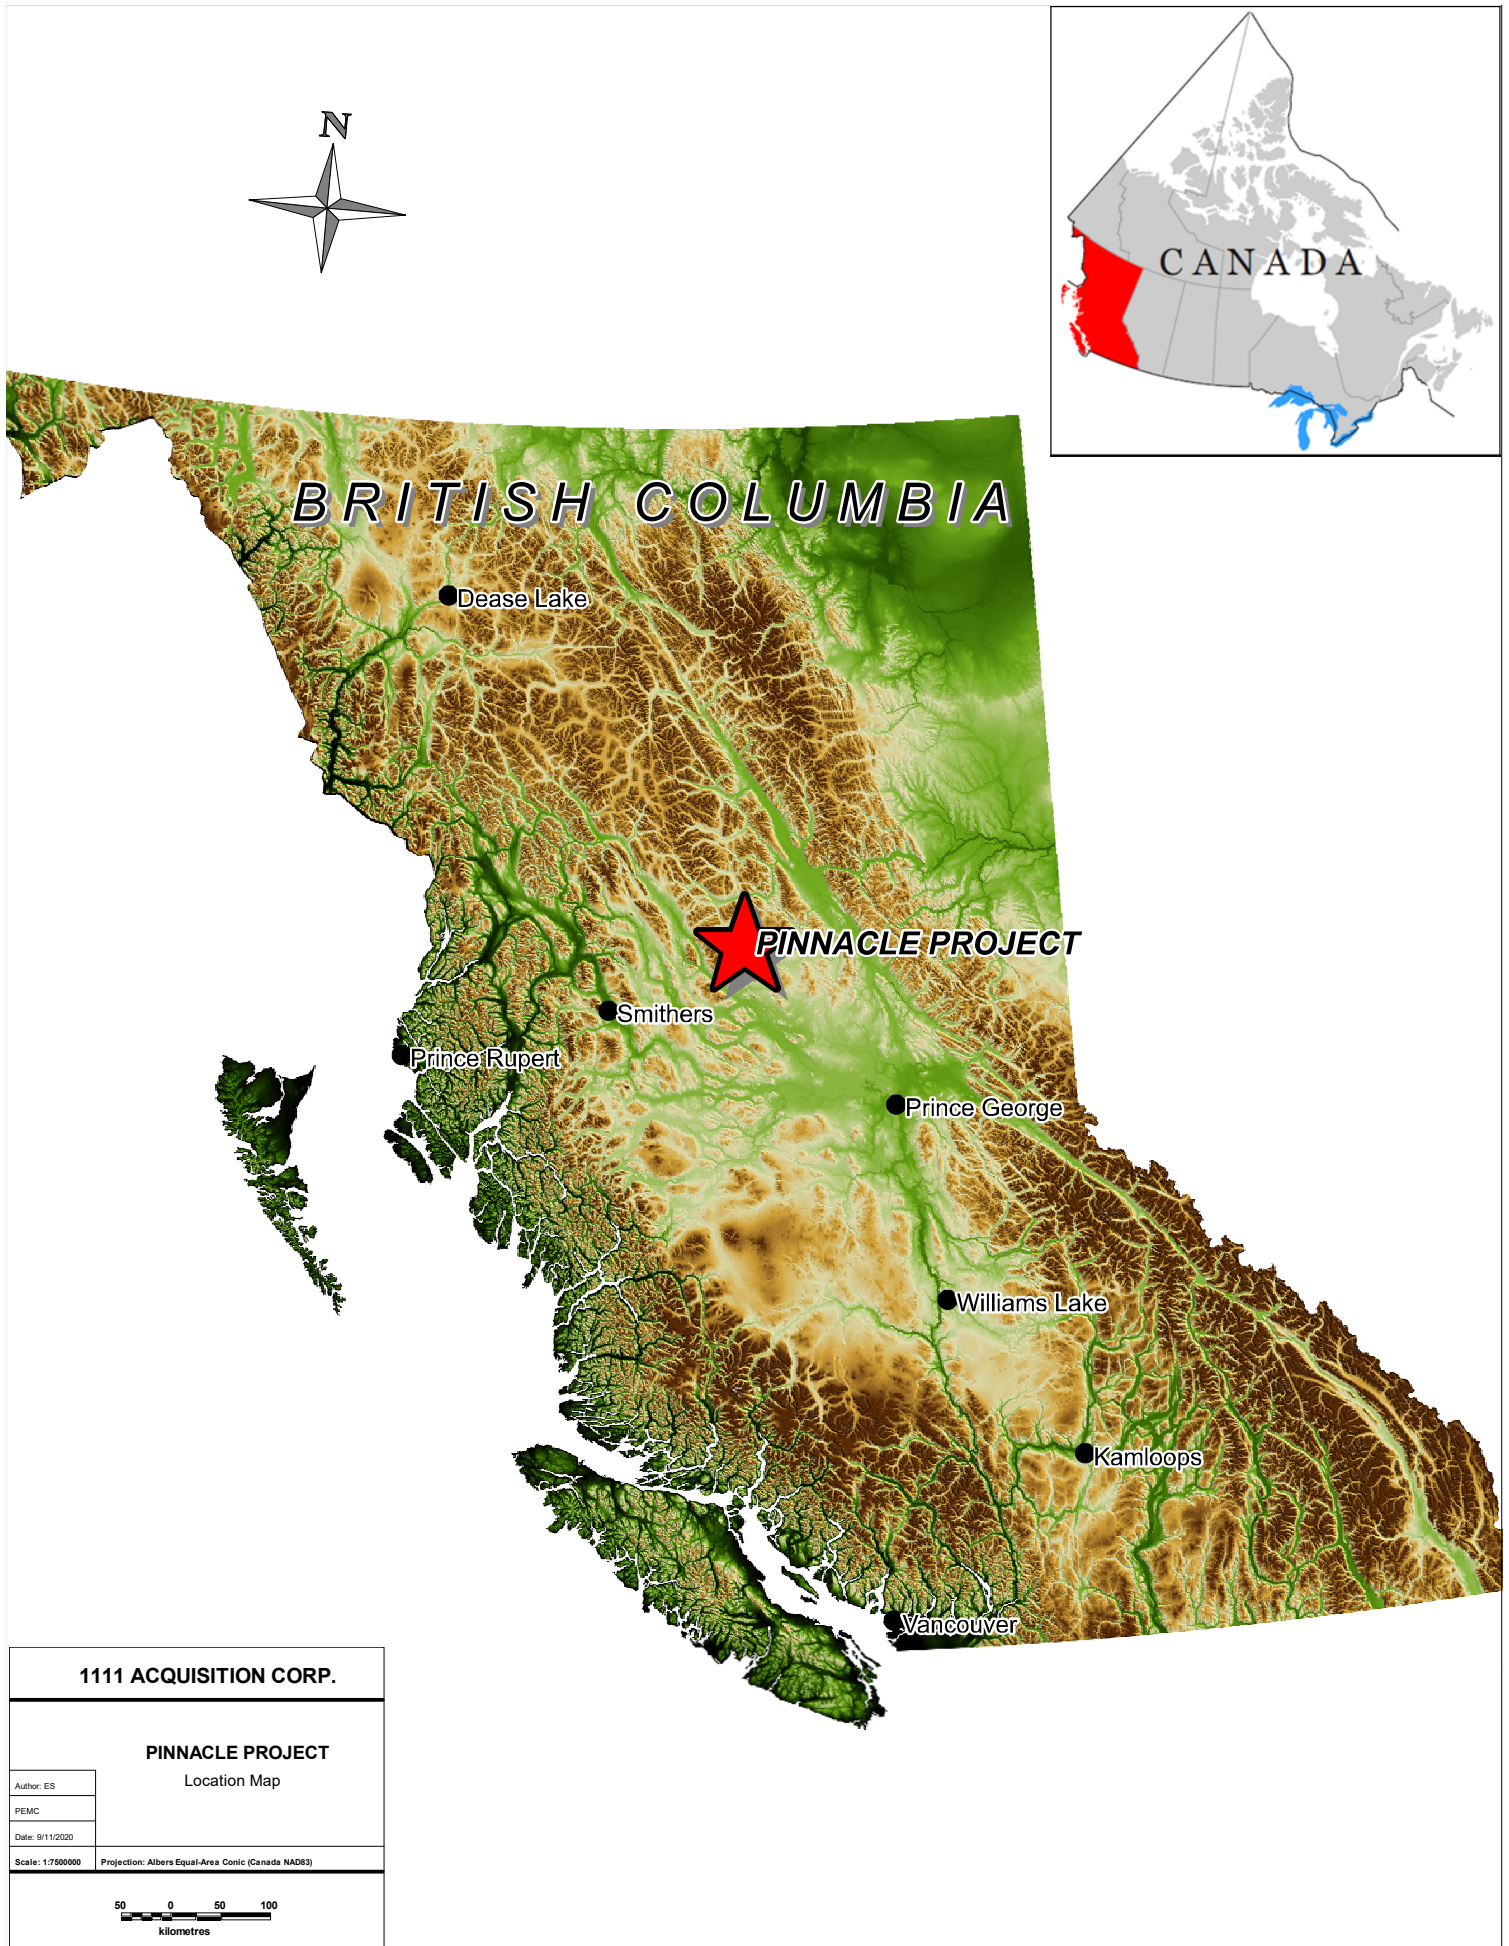 N
CANADA
BRITISH COLUMBIA
Dease Lake
PINNACLE PROJECT
Smithers
Prince Rupert
Prince George
Williams Lake
Kamloops
Vancouver
1111 ACQUISITION CORP.
PINNACLE PROJECT
Location Map
Author: ES
PEMC
Date: 9/11/2020
Scale: 1:7500000 Projection: Albers Equal-Area Conic (Canada NAD83)
50 0 50 100
kilometres